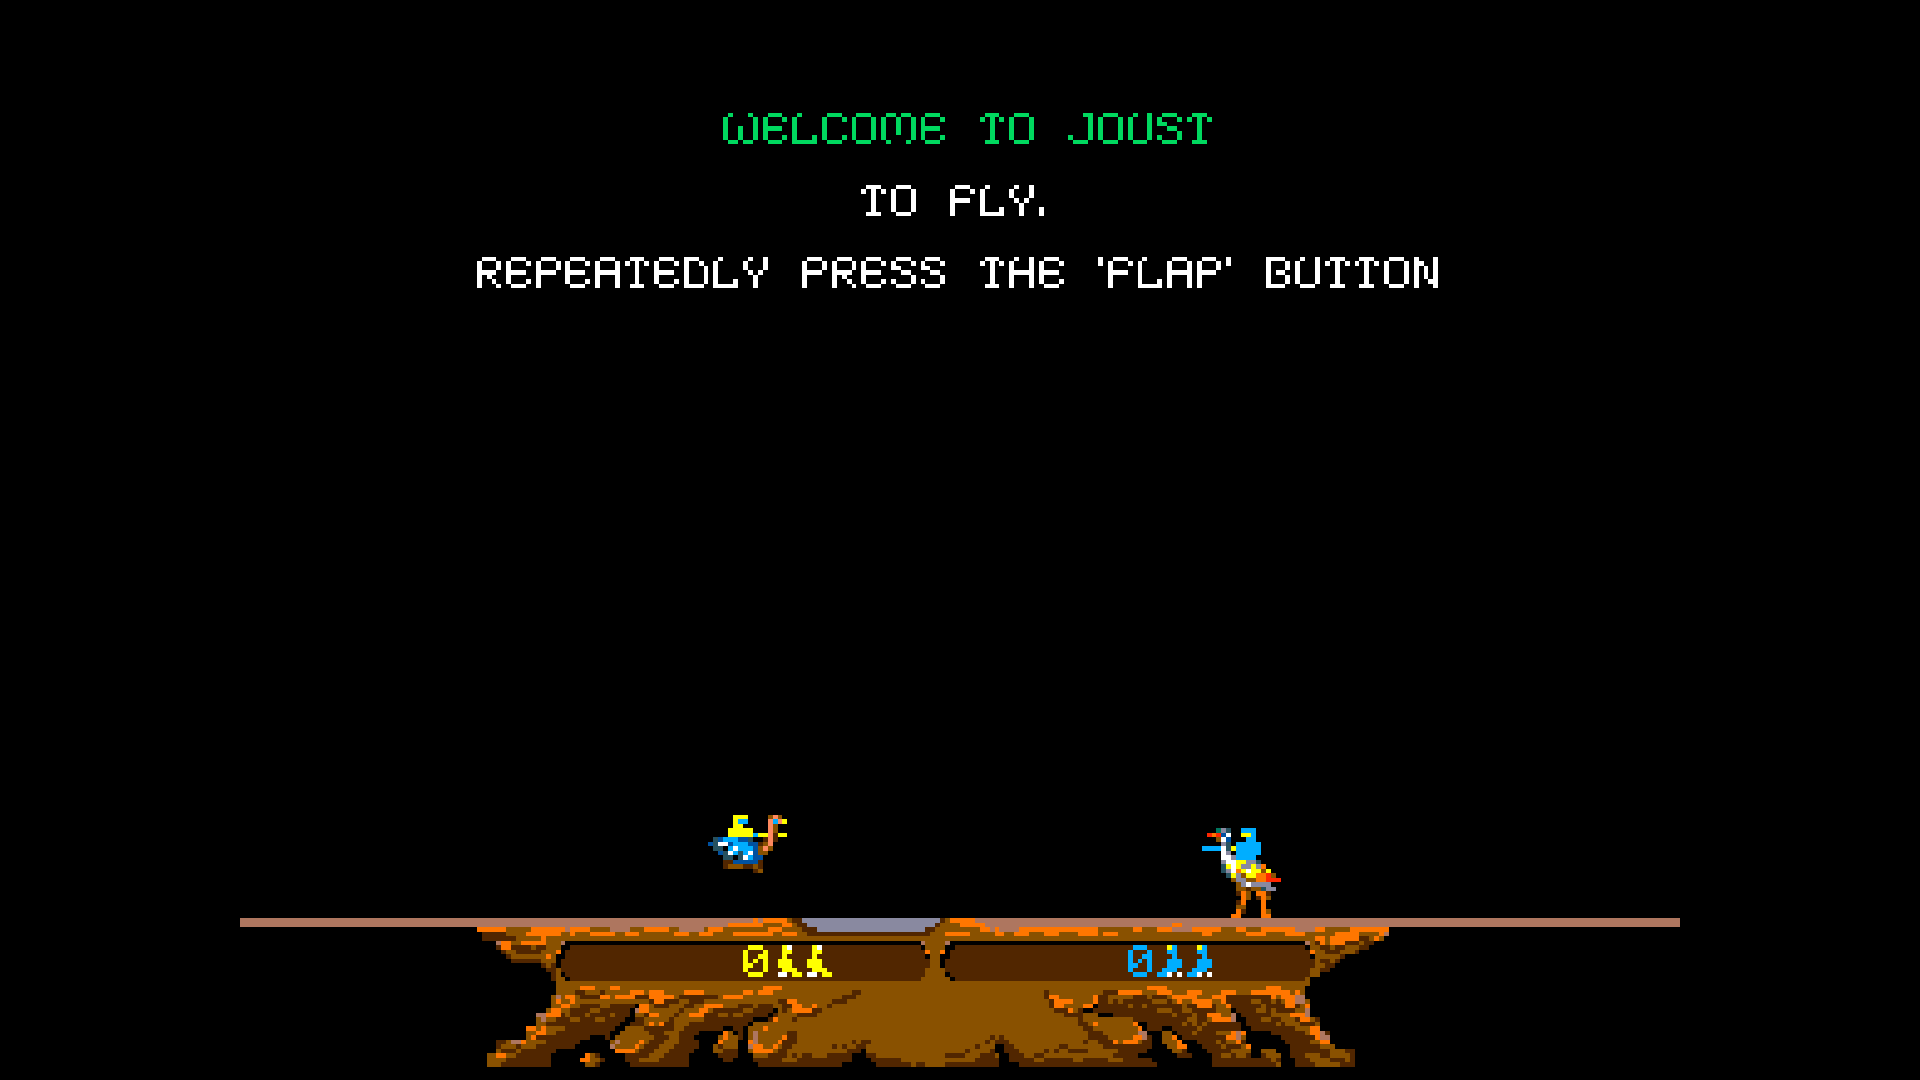 WELCOME TO JOUST
TO FLY,
REPEATEDLY PRESS THE 'FLAP' BUTTON
0 0